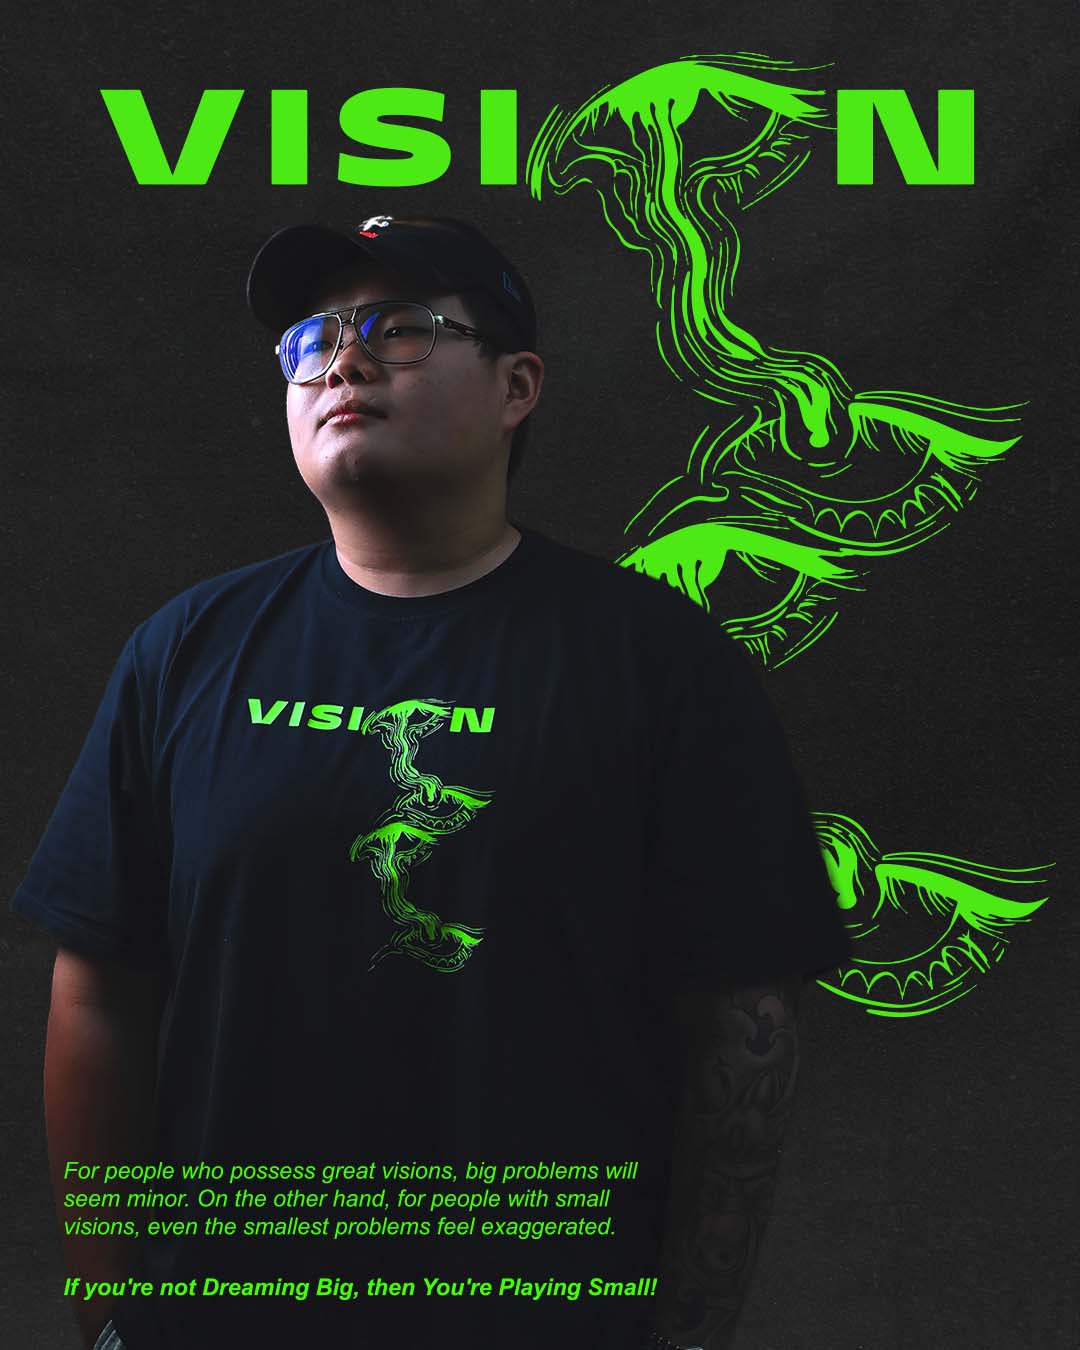 VISION
VISION
For people who possess great visions, big problems will
seem minor. On the other hand, for people with small
visions, even the smallest problems feel exaggerated.
If you're not Dreaming Big, then You're Playing Small!